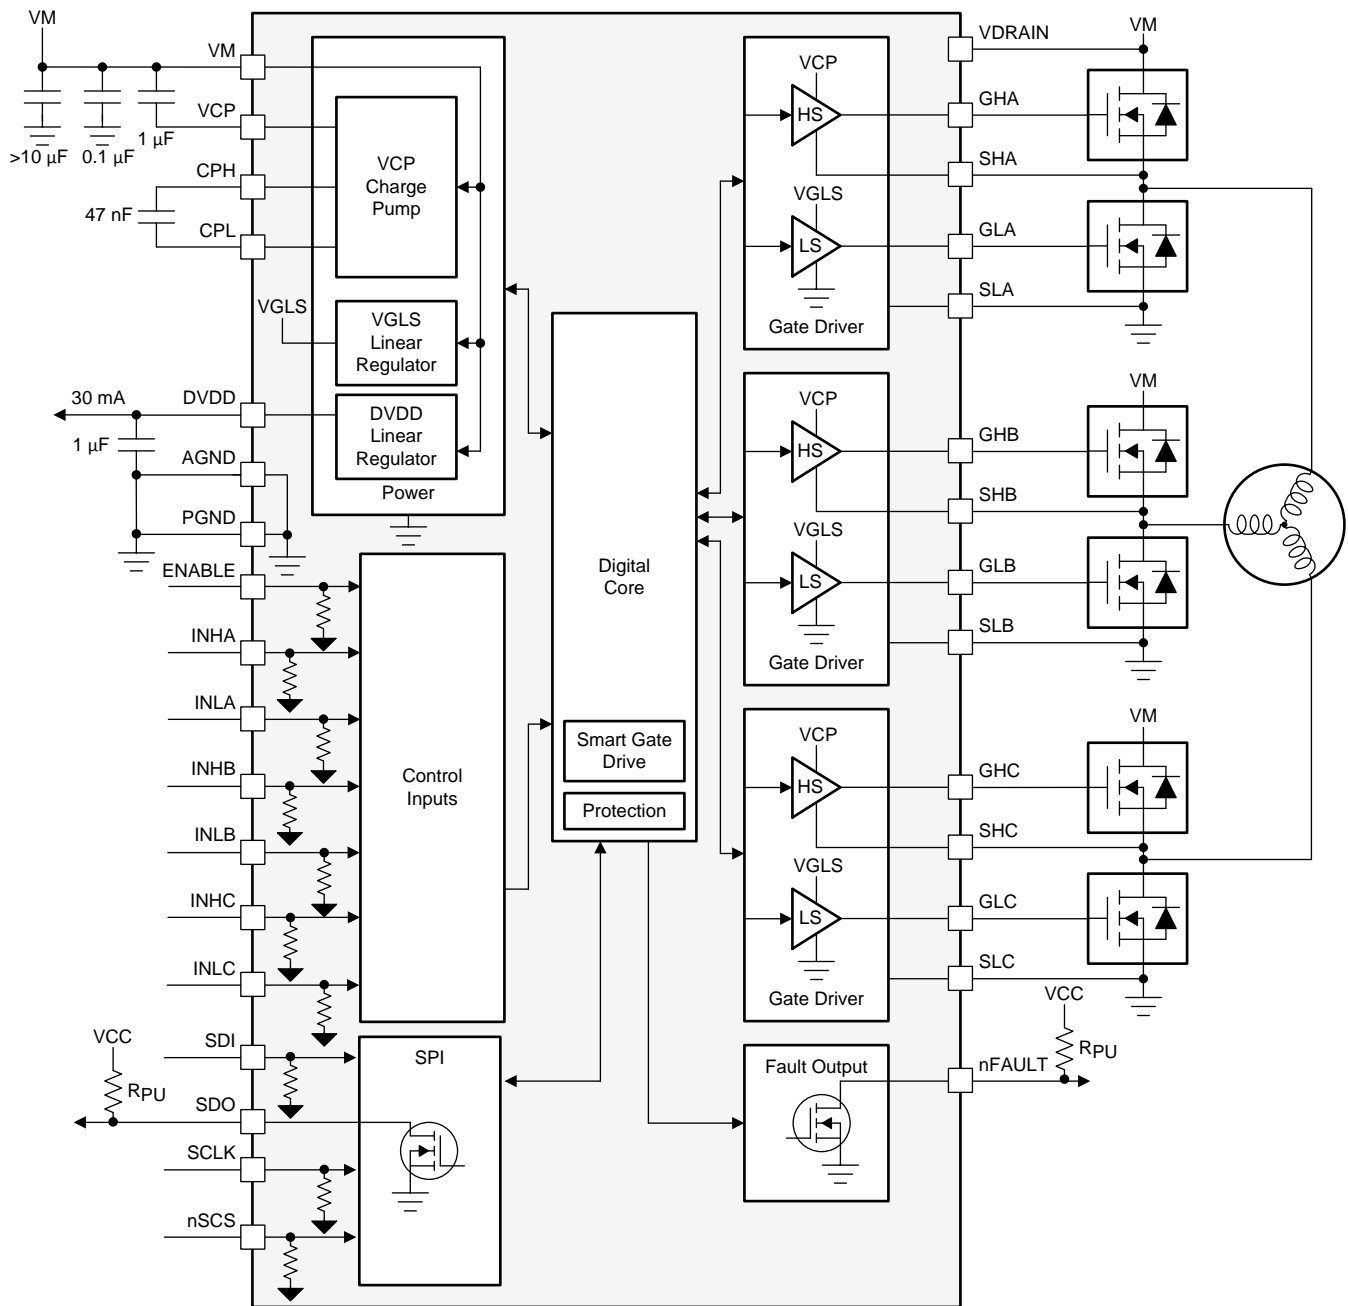 VM
VM
VCP
>10 µF
0.1 µF
1 µF
CPH
47 nF
CPL
VCP
Charge
Pump
VGLS
VGLS
Linear
Regulator
30 mA
DVDD
1 µF
DVDD
Linear
Regulator
AGND
Power
PGND
ENABLE
INHA
INLA
INHB
INLB
INHC
INLC
Control
Inputs
VCC
RPU
SDI
SDO
SCLK
nSCS
SPI
Digital
Core
Smart Gate
Drive
Protection
VCP
HS
VGLS
LS
Gate Driver
VCP
HS
VGLS
LS
Gate Driver
VCP
HS
VGLS
LS
Gate Driver
Fault Output
VDRAIN
VM
GHA
SHA
GLA
SLA
VM
GHB
SHB
GLB
SLB
VM
GHC
SHC
GLC
SLC
VCC
RPU
nFAULT